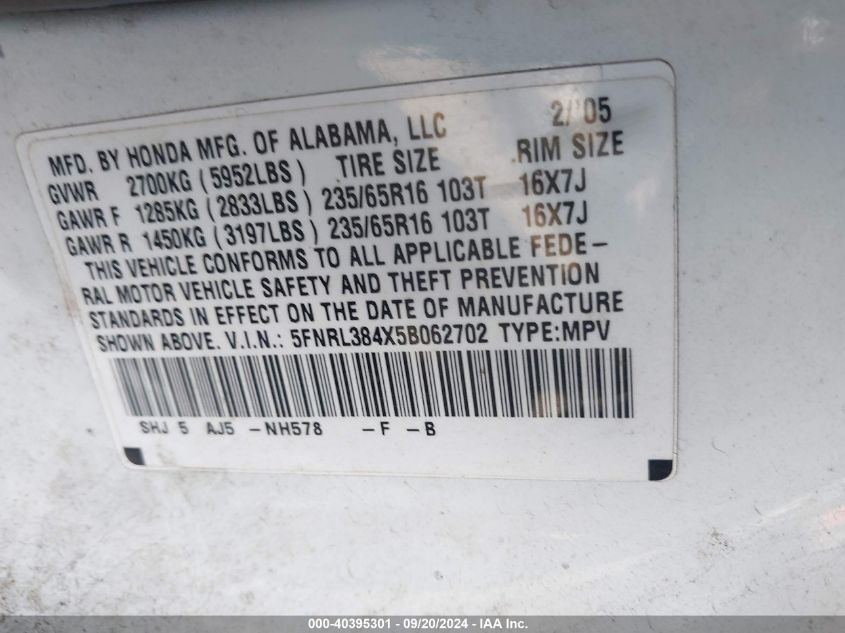 MFD. BY HONDA MFG. OF ALABAMA, LLC 2/'05
GVWR 2700KG (5952LBS) TIRE SIZE RIM SIZE
GAWR F 1285KG (2833LBS) 235/65R16 103T 16X7J
GAWR R 1450KG (3197LBS) 235/65R16 103T 16X7J
THIS VEHICLE CONFORMS TO ALL APPLICABLE FEDE-
RAL MOTOR VEHICLE SAFETY AND THEFT PREVENTION
STANDARDS IN EFFECT ON THE DATE OF MANUFACTURE
SHOWN ABOVE. V.I.N.: 5FNRL384X5B062702 TYPE:MPV
SHJ 5 AJ5 -NH578 -F -B
000-40395301 - 09/20/2024 - IAA Inc.